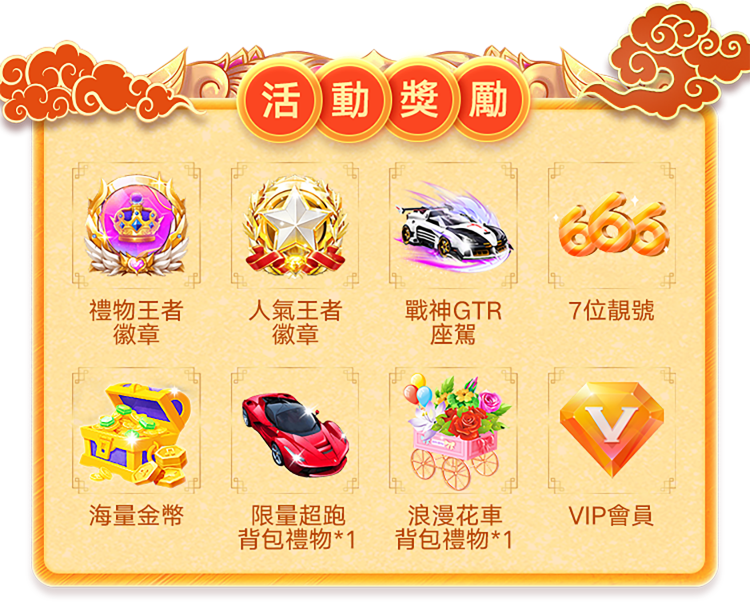 活動獎勵
666
禮物王者
徽章
人氣王者
徽章
戰神GTR
座駕
7位靚號
V
海量金幣
限量超跑
背包禮物*1
浪漫花車
背包禮物*1
VIP會員